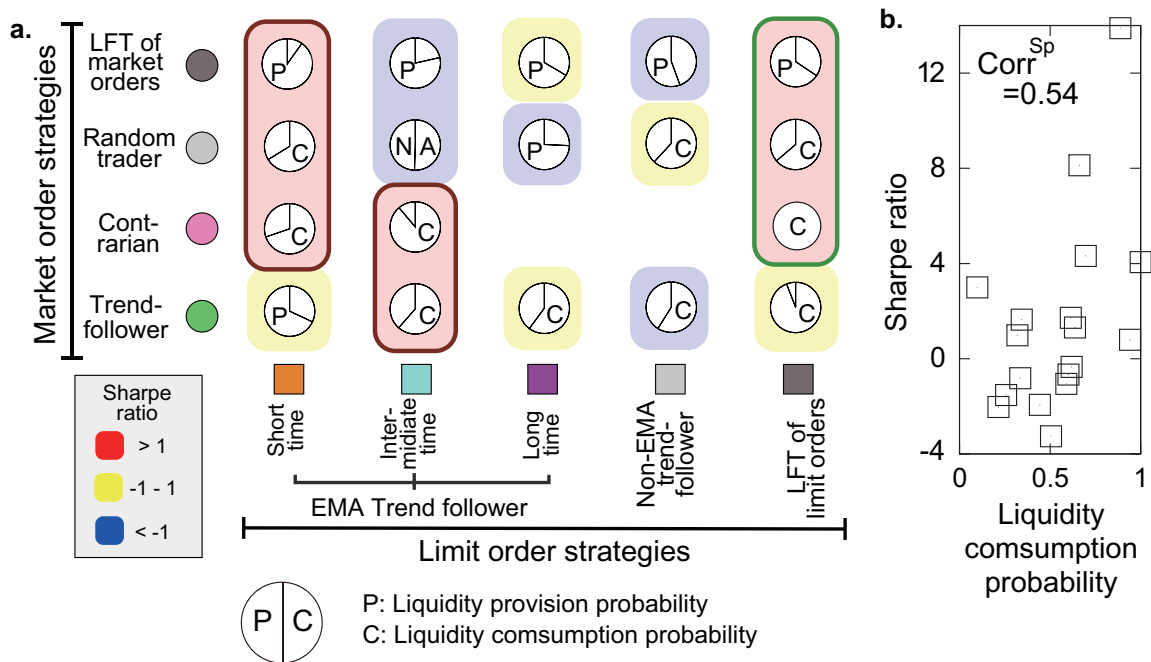 a.
Market order strategies
LFT of
market
orders
P
P
P
P
P
Random
trader
C
N A
P
C
C
Cont-
rarian
C
C
C
Trend-
follower
P
C
C
C
C
Sharpe
ratio
> 1
-1 - 1
< -1
Short
time
Inter-
midiate
time
Long
time
Non-EMA
trend-
follower
LFT of
limit orders
EMA Trend follower
Limit order strategies
P C
P: Liquidity provision probability
C: Liquidity comsumption probability
b.
Corr^Sp
=0.54
Sharpe ratio
12
8
4
0
-4
0
0.5
1
Liquidity
comsumption
probability